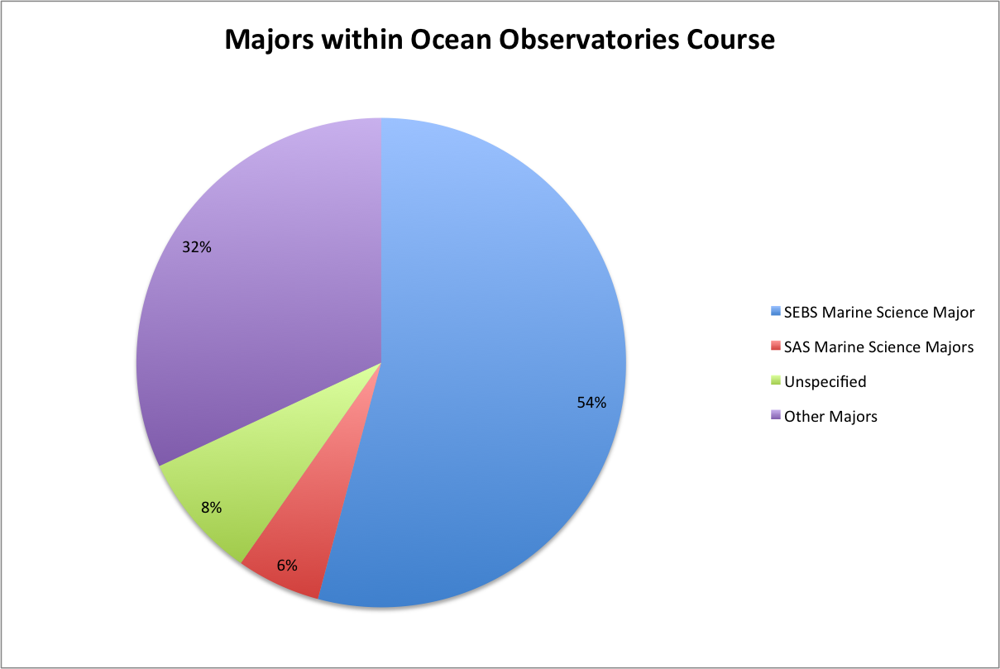 Majors within Ocean Observatories Course
32%
54%
8%
6%
SEBS Marine Science Major
SAS Marine Science Majors
Unspecified
Other Majors